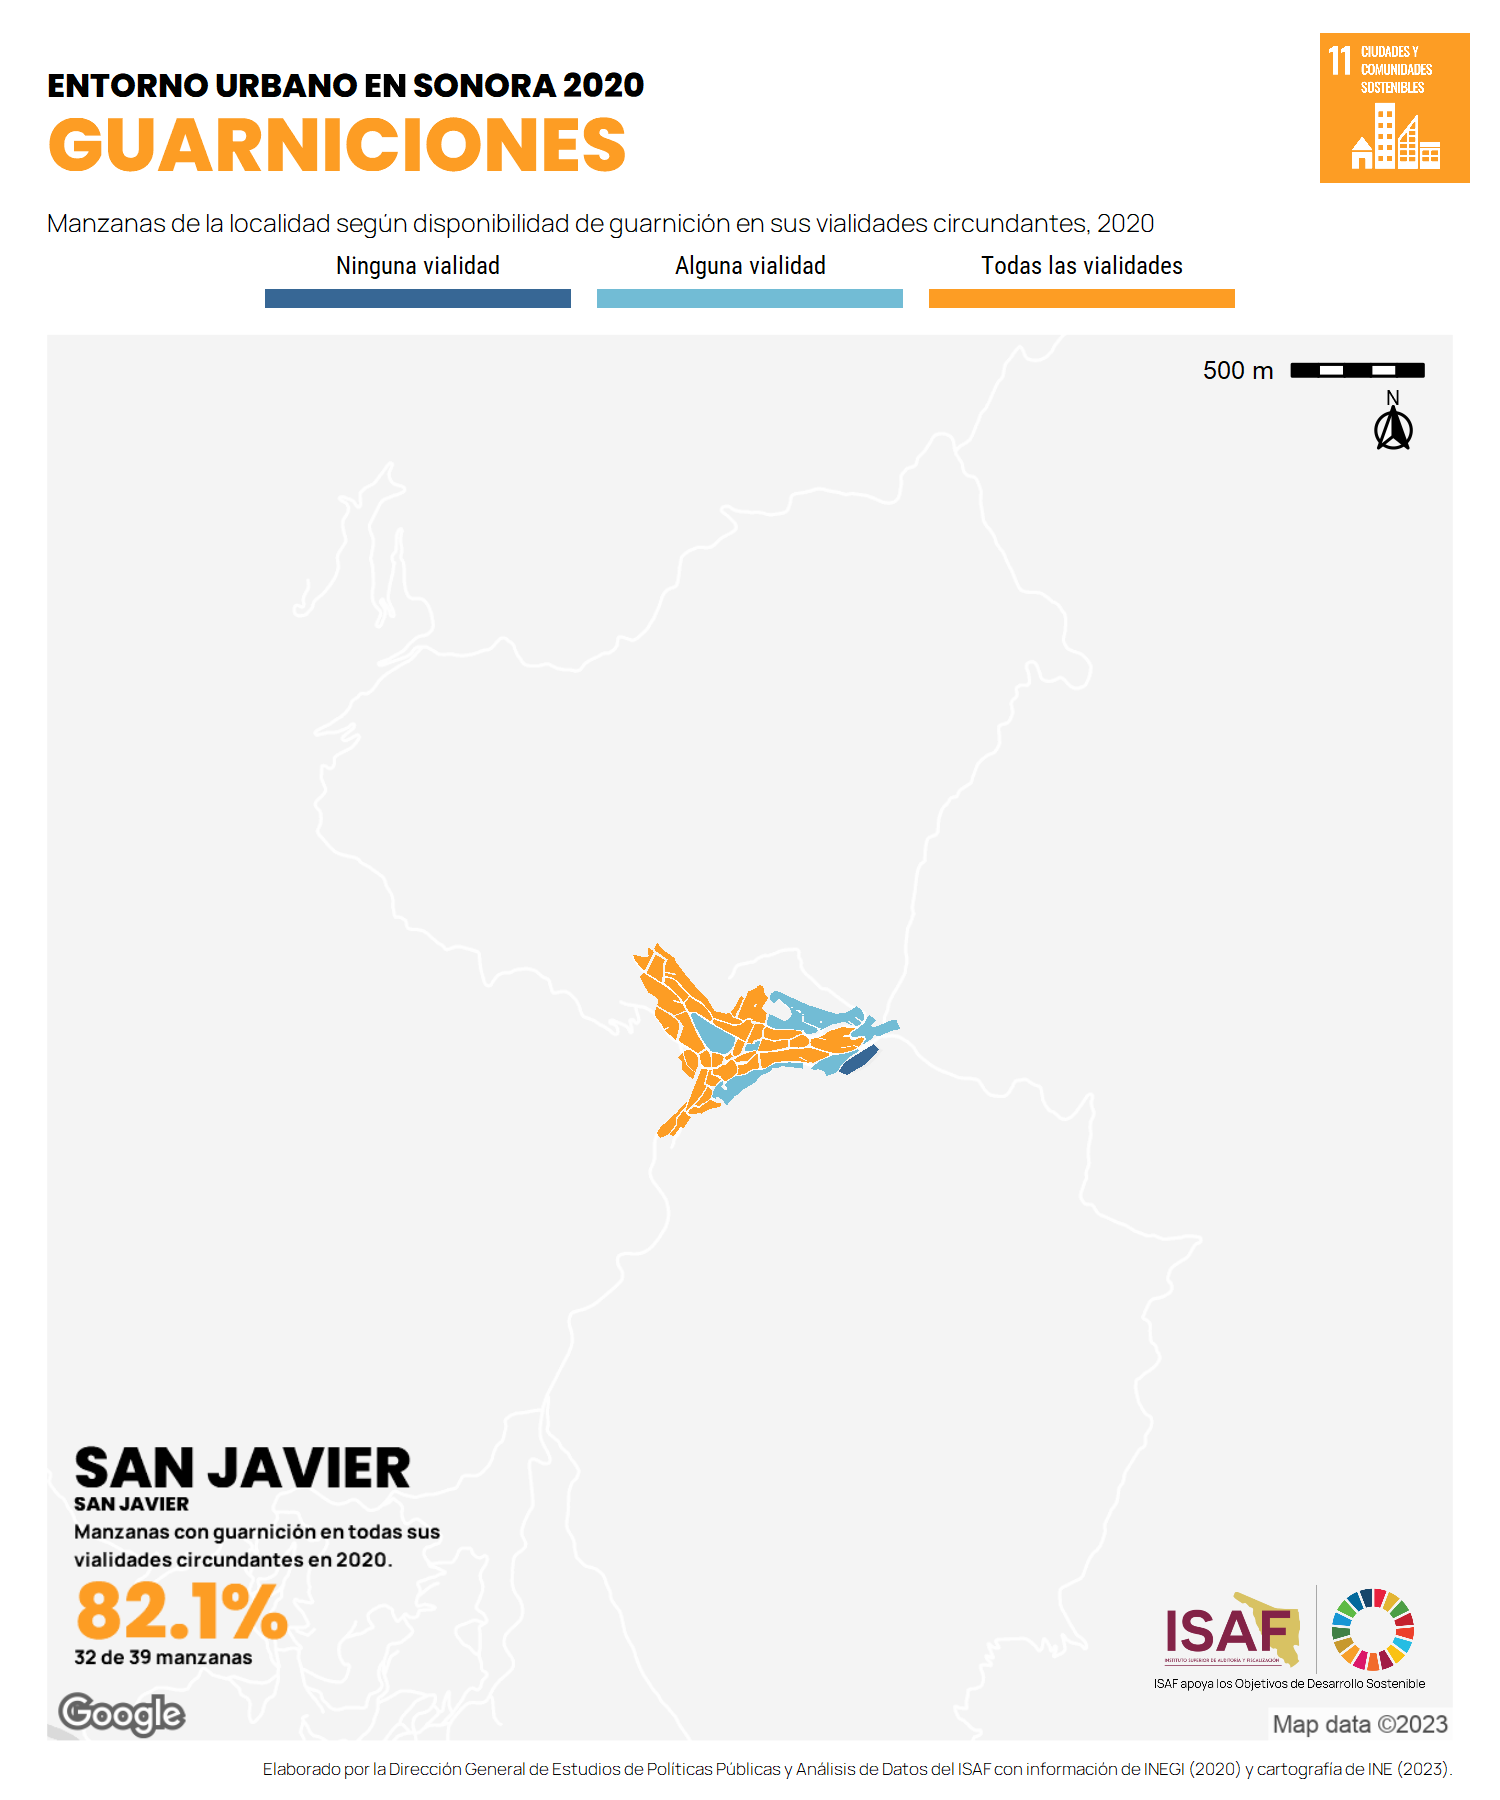 ENTORNO URBANO EN SONORA 2020
GUARNICIONES
11 CIUDADES Y
COMUNIDADES
SOSTENIBLES
Manzanas de la localidad según disponibilidad de guarnición en sus vialidades circundantes, 2020
Ninguna vialidad
Alguna vialidad
Todas las vialidades
500 m
N
SAN JAVIER
SAN JAVIER
Manzanas con guarnición en todas sus
vialidades circundantes en 2020.
82.1%
32 de 39 manzanas
ISAF
INSTITUTO SUPERIOR DE AUDITORÍA Y FISCALIZACIÓN
ISAF apoya los Objetivos de Desarrollo Sostenible
Google
Map data ©2023
Elaborado por la Dirección General de Estudios de Políticas Públicas y Análisis de Datos del ISAF con información de INEGI (2020) y cartografía de INE (2023).